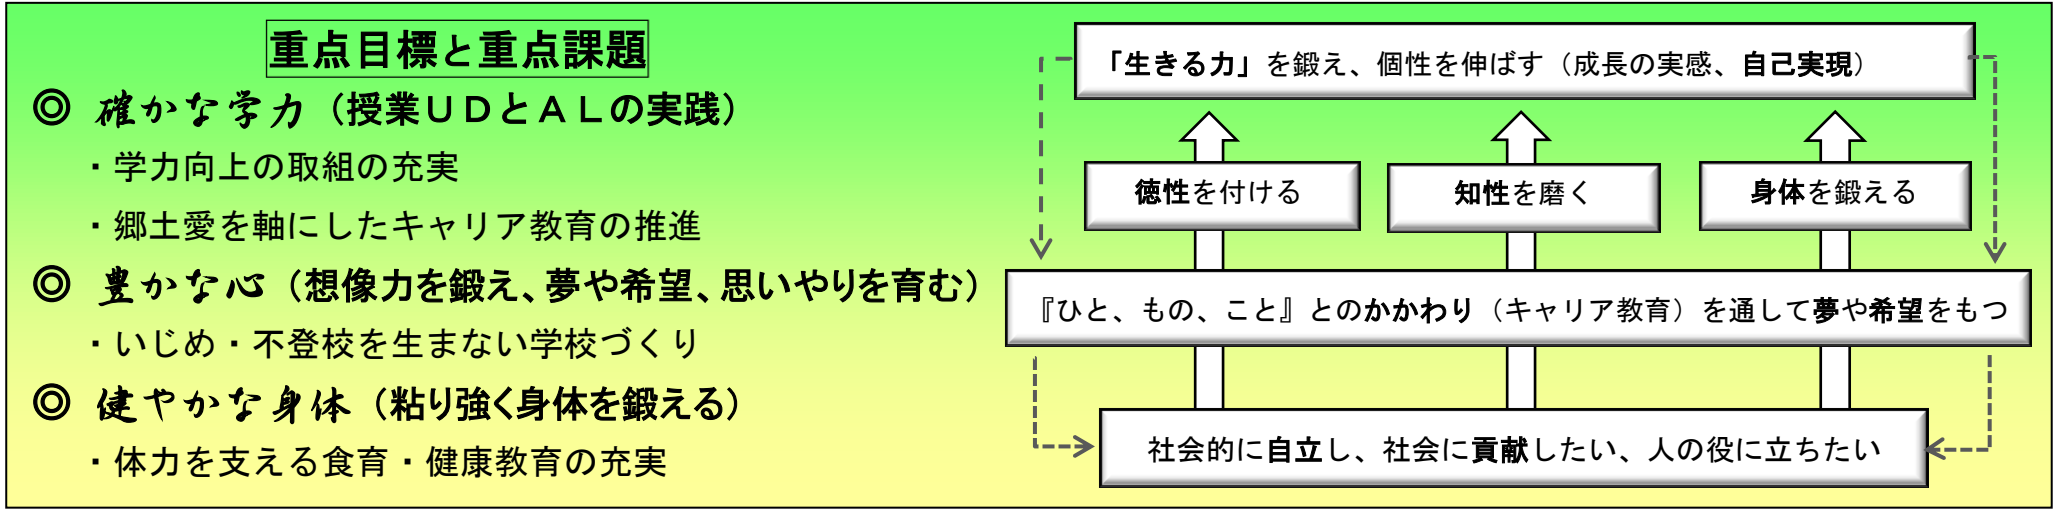 重点目標と重点課題
◎ 確かな学力（授業ＵＤとＡＬの実践）
・学力向上の取組の充実
・郷土愛を軸にしたキャリア教育の推進
◎ 豊かな心（想像力を鍛え、夢や希望、思いやりを育む）
・いじめ・不登校を生まない学校づくり
◎ 健やかな身体（粘り強く身体を鍛える）
・体力を支える食育・健康教育の充実
「生きる力」を鍛え、個性を伸ばす（成長の実感、自己実現）
徳性を付ける
知性を磨く
身体を鍛える
『ひと、もの、こと』とのかかわり（キャリア教育）を通して夢や希望をもつ
社会的に自立し、社会に貢献したい、人の役に立ちたい